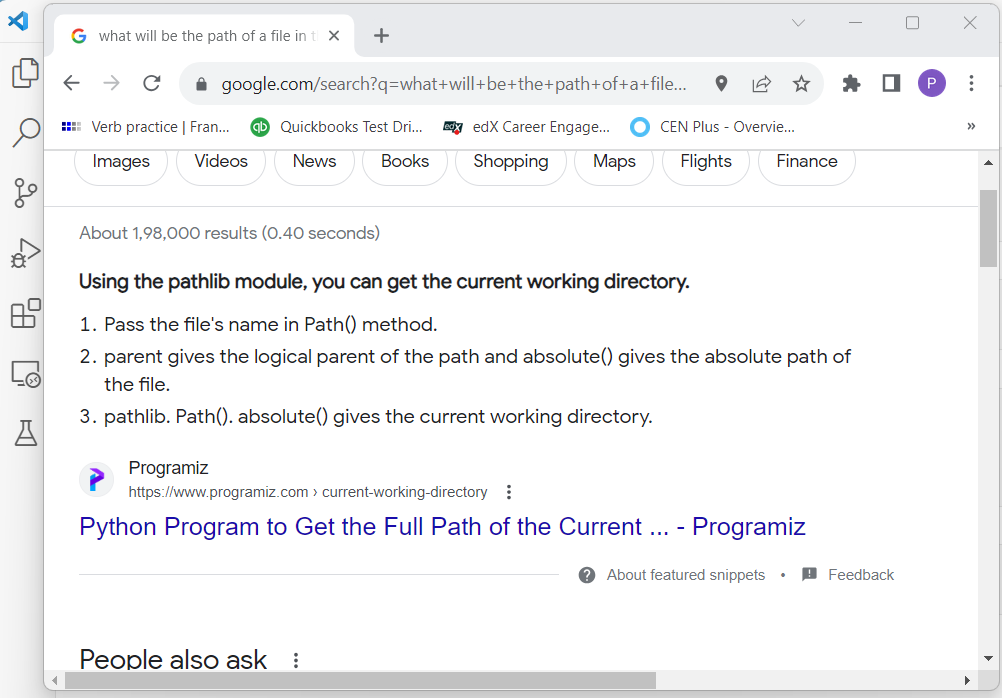 what will be the path of a file in t
google.com/search?q=what+will+be+the+path+of+a+file...
P
Verb practice | Fran... qb Quickbooks Test Dri... edX edX Career Engage... CEN Plus - Overvie... »
Images Videos News Books Shopping Maps Flights Finance
About 1,98,000 results (0.40 seconds)
Using the pathlib module, you can get the current working directory.
1. Pass the file's name in Path() method.
2. parent gives the logical parent of the path and absolute() gives the absolute path of
the file.
3. pathlib. Path(). absolute() gives the current working directory.
Programiz
https://www.programiz.com › current-working-directory
Python Program to Get the Full Path of the Current ... - Programiz
About featured snippets • Feedback
People also ask